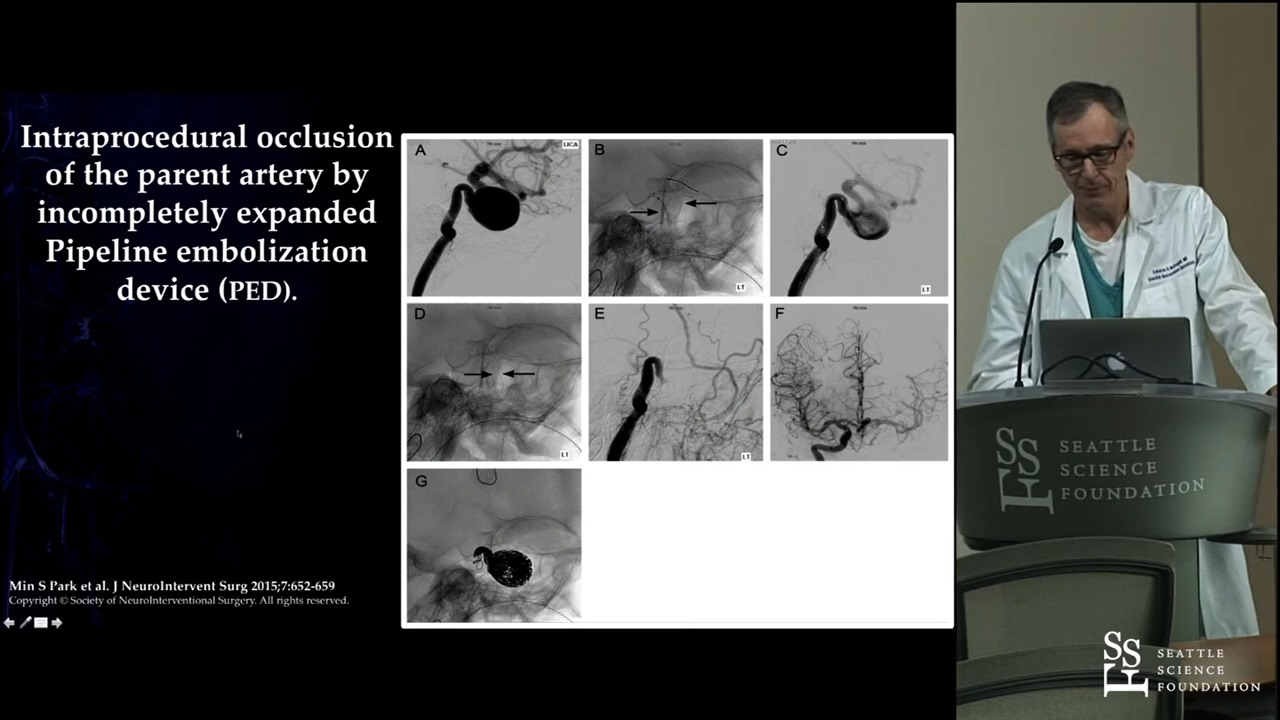 Intraprocedural occlusion
of the parent artery by
incompletely expanded
Pipeline embolization
device (PED).
A
LICA
B
LT
C
LT
D
LT
E
LT
F
G
Min S Park et al. J NeuroIntervent Surg 2015;7:652-659
Copyright © Society of NeuroInterventional Surgery. All rights reserved.
SSF
SEATTLE
SCIENCE
FOUNDATION
SSF
SEATTLE
SCIENCE
FOUNDATION